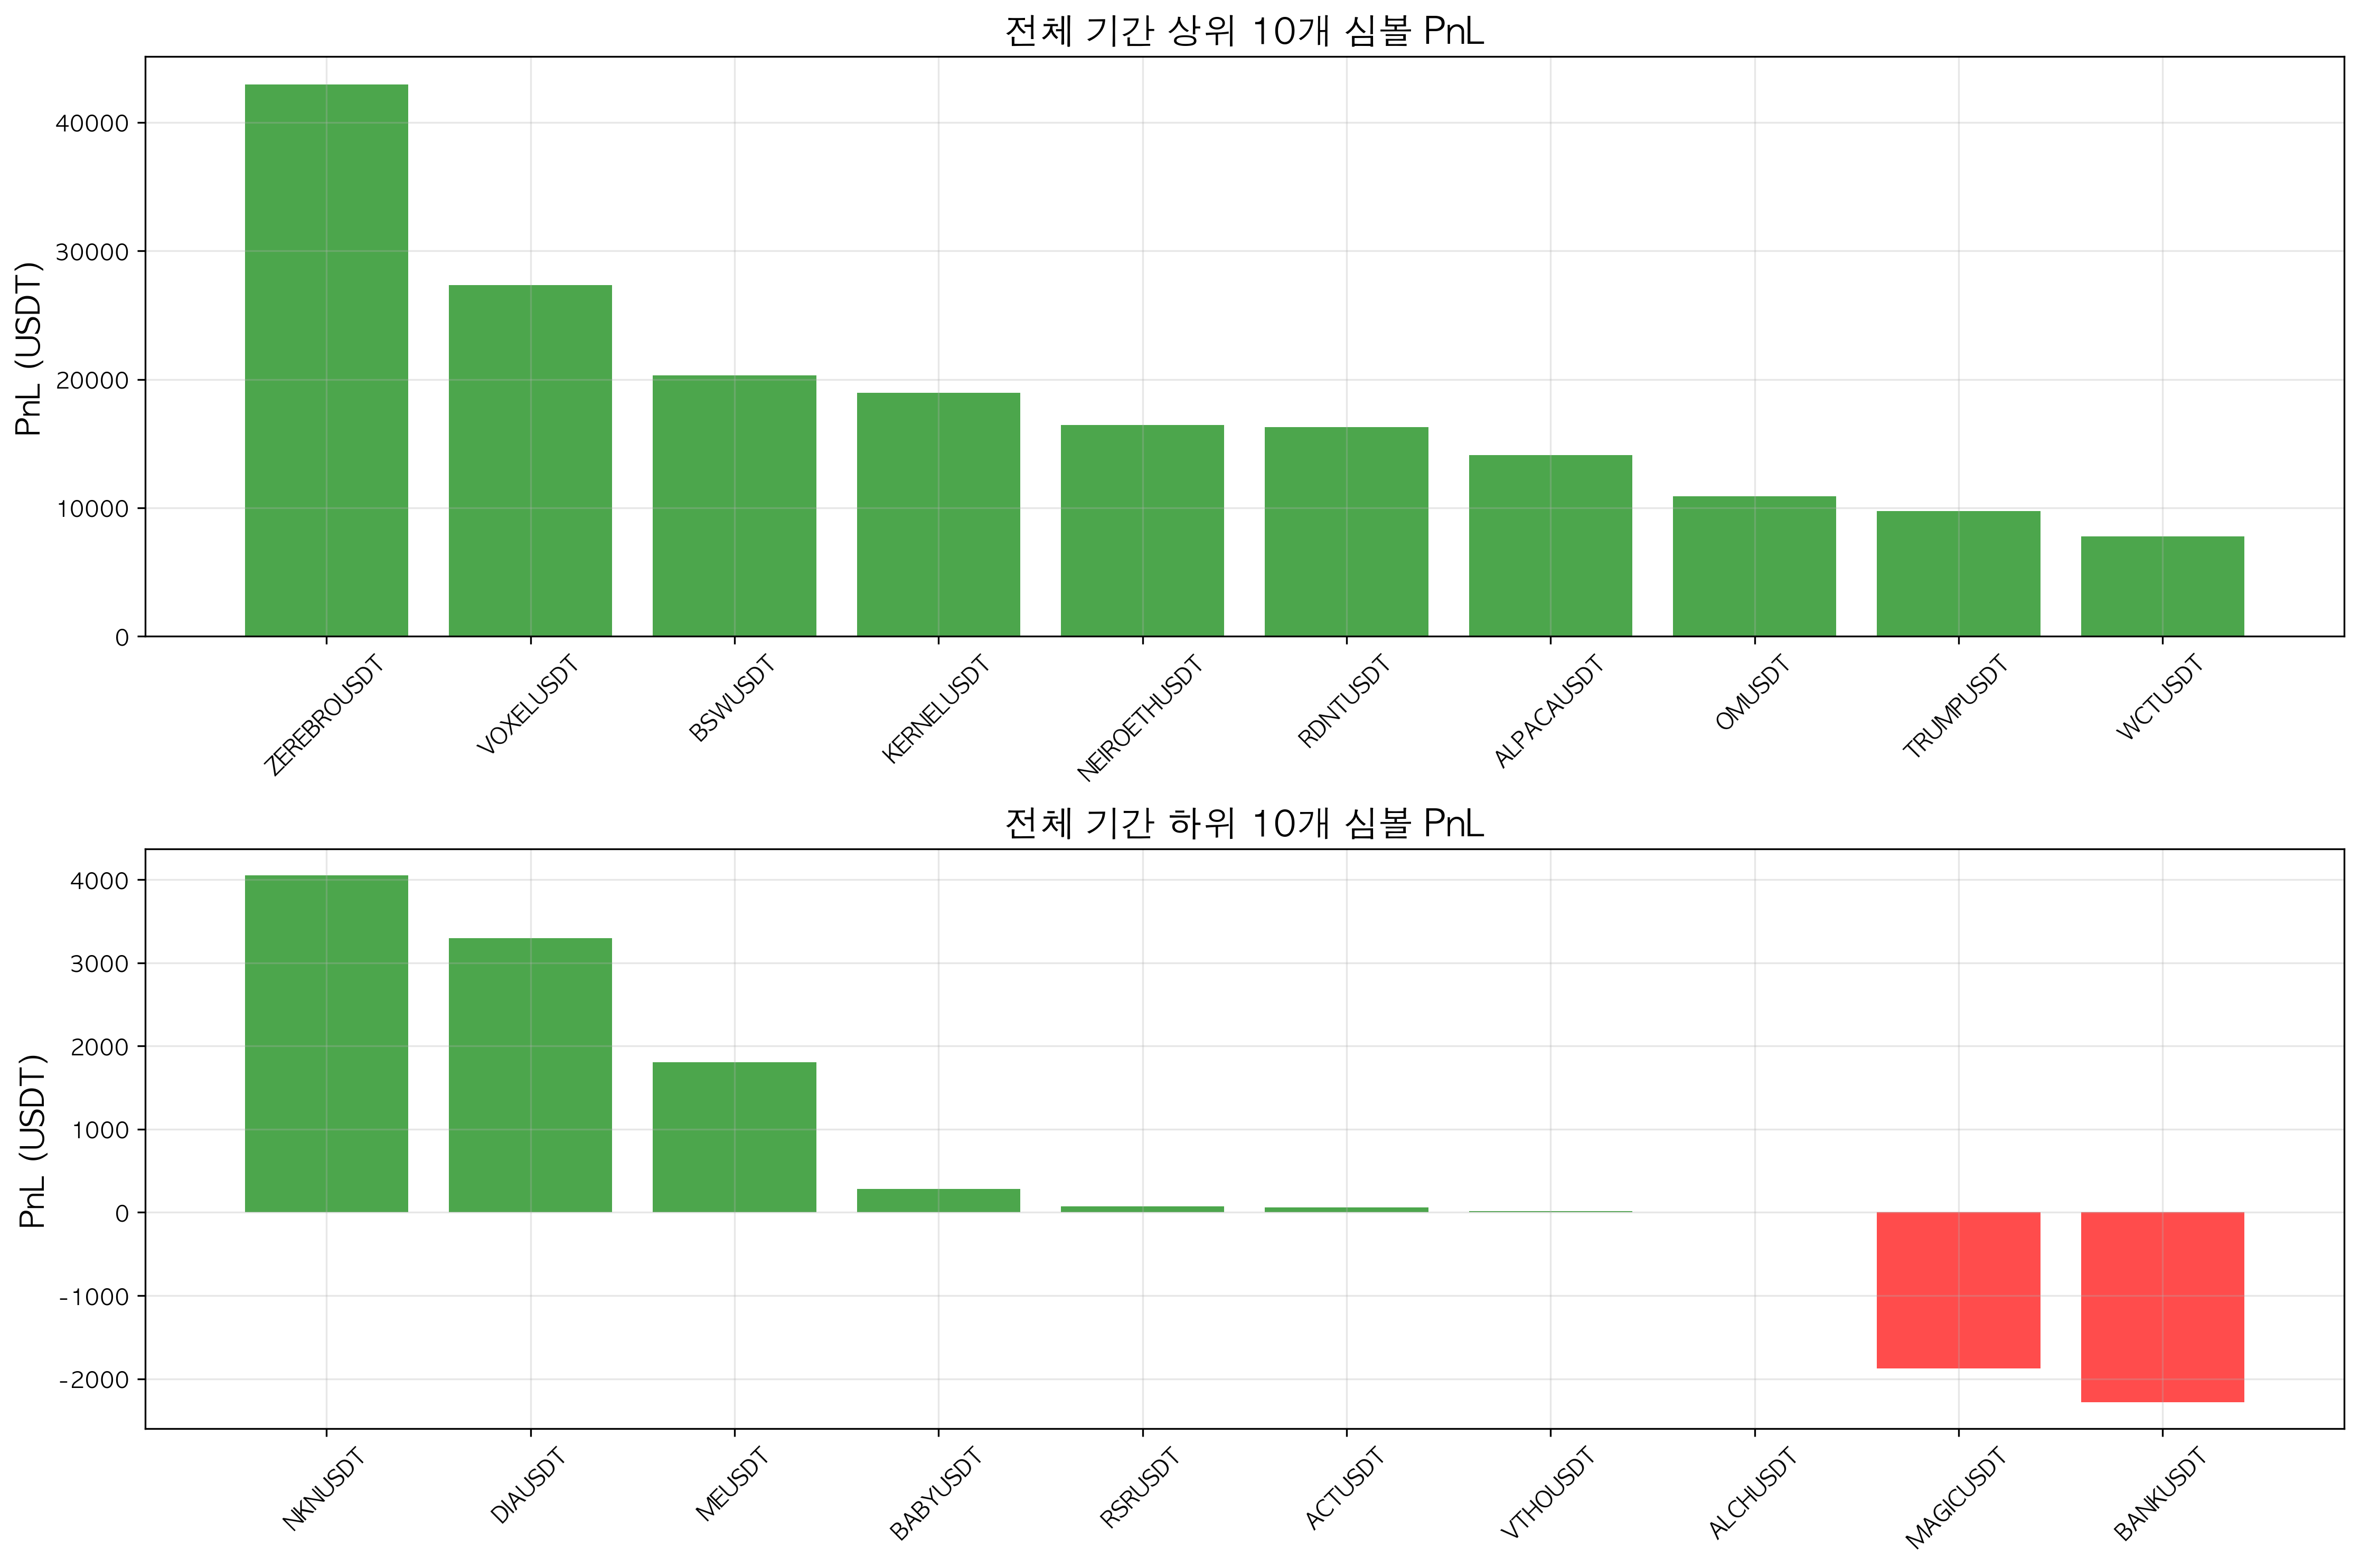 전체 기간 상위 10개 심볼 PnL
PnL (USDT)
40000
30000
20000
10000
0
ZEREBROUSDT
VOXELUSDT
BSWUSDT
KERNELUSDT
NEIROETHUSDT
RDNTUSDT
ALPACAUSDT
OMUSDT
TRUMPUSDT
WCTUSDT
전체 기간 하위 10개 심볼 PnL
PnL (USDT)
4000
3000
2000
1000
0
-1000
-2000
NKNUSDT
DIAUSDT
MEUSDT
BABYUSDT
RSRUSDT
ACTUSDT
VTHOUSDT
ALCHUSDT
MAGICUSDT
BANKUSDT